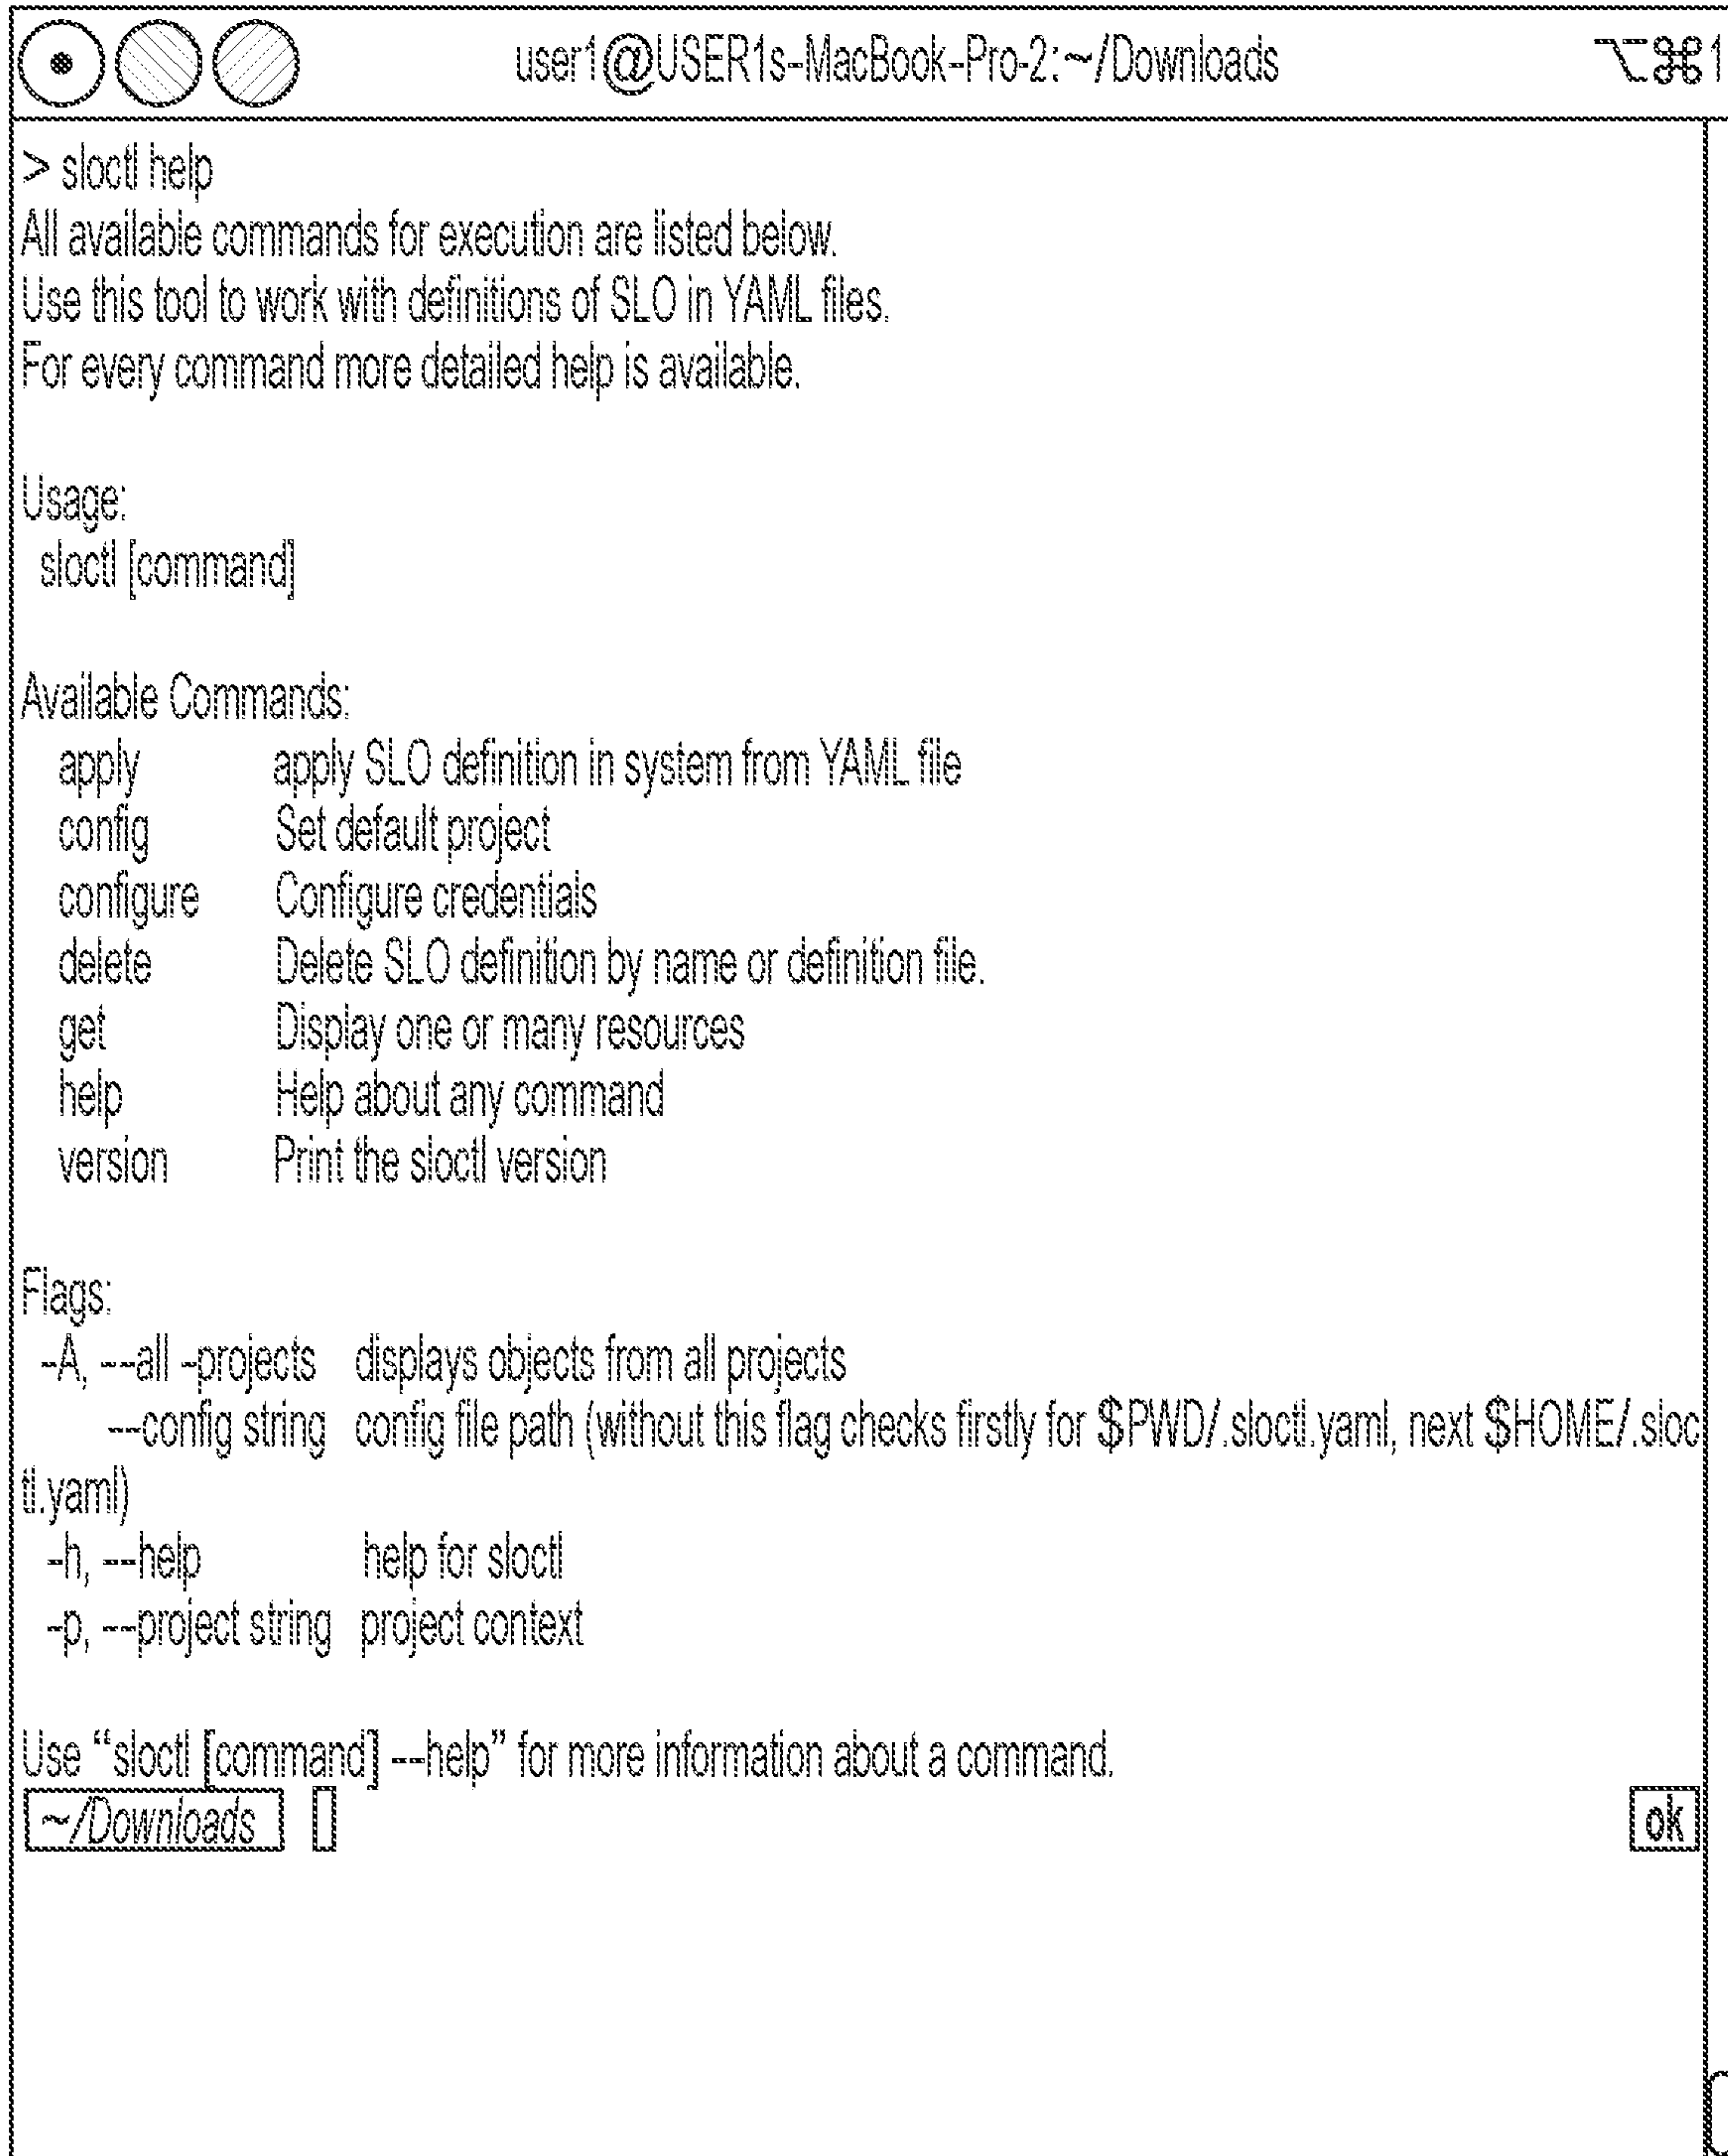 user1@USER1s-MacBook-Pro-2:~/Downloads ⌥⌘1
> sloctl help
All available commands for execution are listed below.
Use this tool to work with definitions of SLO in YAML files.
For every command more detailed help is available.
Usage:
sloctl [command]
Available Commands:
apply apply SLO definition in system from YAML file
config Set default project
configure Configure credentials
delete Delete SLO definition by name or definition file.
get Display one or many resources
help Help about any command
version Print the sloctl version
Flags:
-A, --all -projects displays objects from all projects
--config string config file path (without this flag checks firstly for $PWD/.sloctl.yaml, next $HOME/.sloc
tl.yaml)
-h, --help help for sloctl
-p, --project string project context
Use “sloctl [command] --help” for more information about a command.
~/Downloads ok